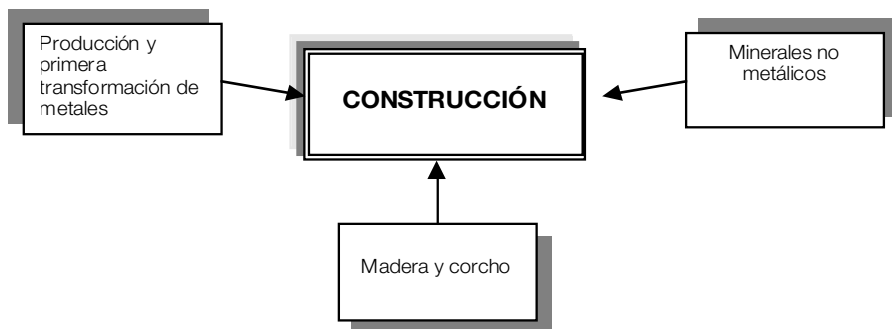 Producción y
primera
transformación de
metales
CONSTRUCCIÓN
Minerales no
metálicos
Madera y corcho